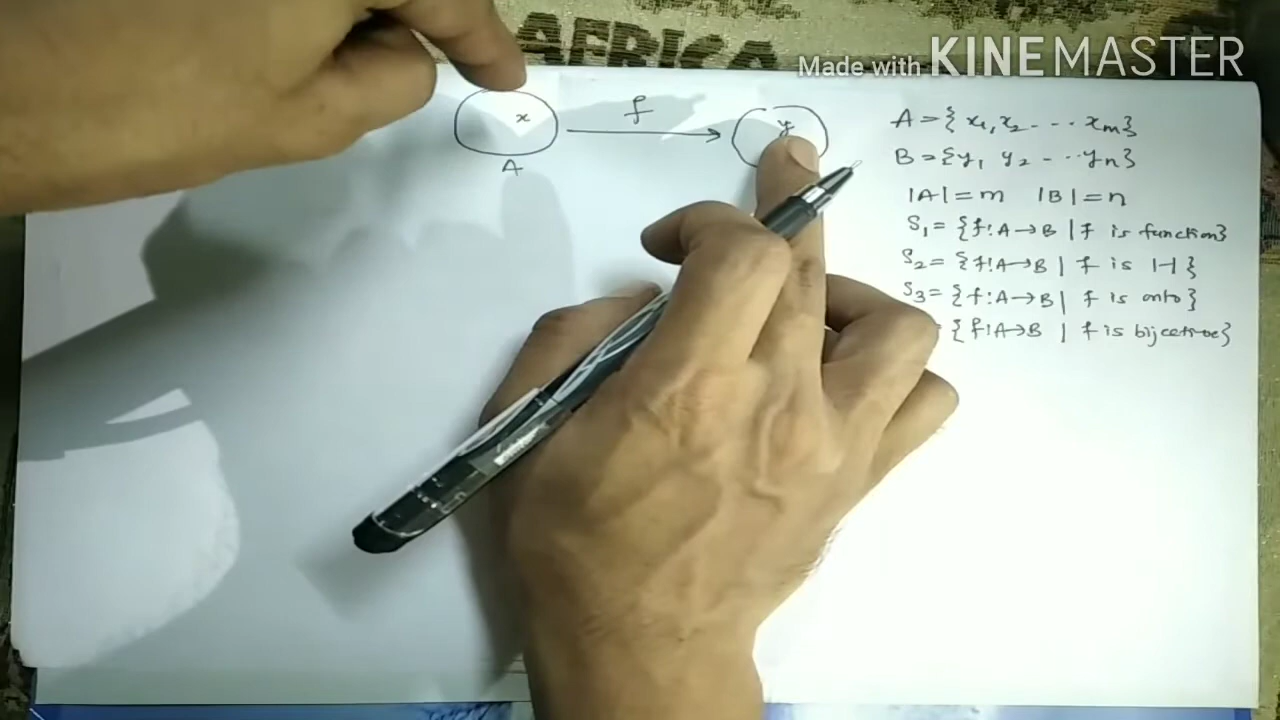 AFRICA
Made with KINEMASTER
x
f
y
A
A = {x1, x2 --- xm}
B = {y1 y2 --- yn}
|A| = m |B| = n
S1 = {f: A → B | f is function}
S2 = {f: A → B | f is 1-1}
S3 = {f: A → B | f is onto}
= {f: A → B | f is bijective}